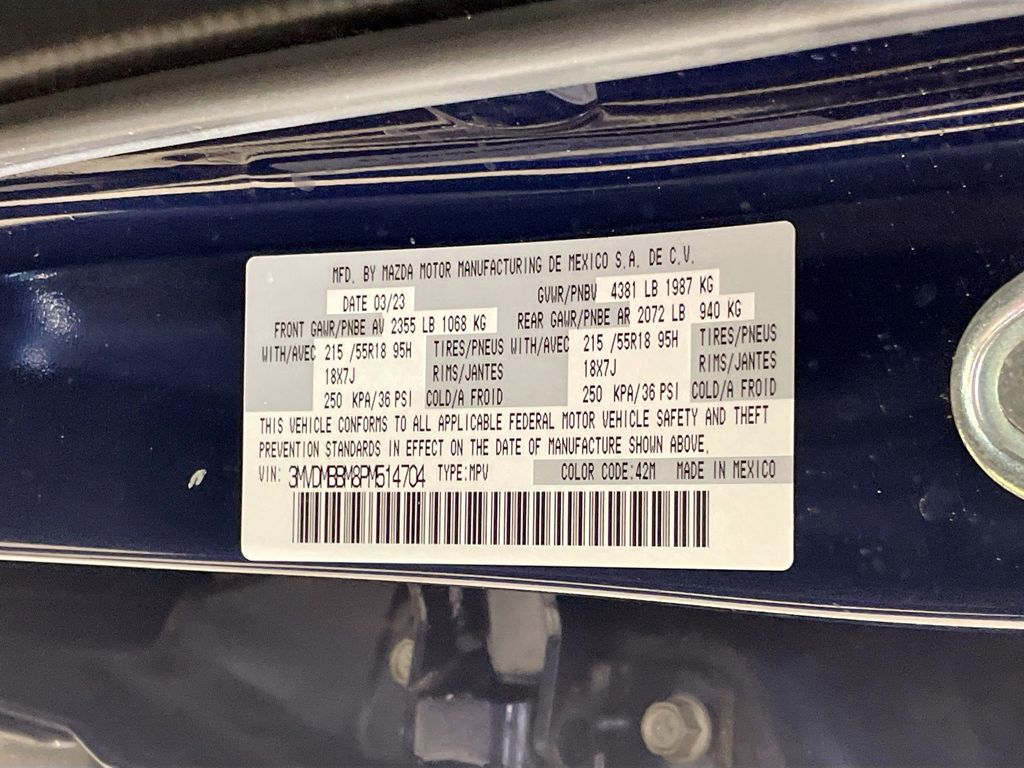 MFD. BY MAZDA MOTOR MANUFACTURING DE MEXICO S.A. DE C.V.
DATE 03/23 GVWR/PNBV 4381 LB 1987 KG
FRONT GAWR/PNBE AV 2355 LB 1068 KG REAR GAWR/PNBE AR 2072 LB 940 KG
WITH/AVEC 215 /55R18 95H TIRES/PNEUS WITH/AVEC 215 /55R18 95H TIRES/PNEUS
18X7J RIMS/JANTES 18X7J RIMS/JANTES
250 KPA/36 PSI COLD/A FROID 250 KPA/36 PSI COLD/A FROID
THIS VEHICLE CONFORMS TO ALL APPLICABLE FEDERAL MOTOR VEHICLE SAFETY AND THEFT
PREVENTION STANDARDS IN EFFECT ON THE DATE OF MANUFACTURE SHOWN ABOVE.
VIN: 3MVDMBBM8PM514704 TYPE:MPV COLOR CODE:42M MADE IN MEXICO